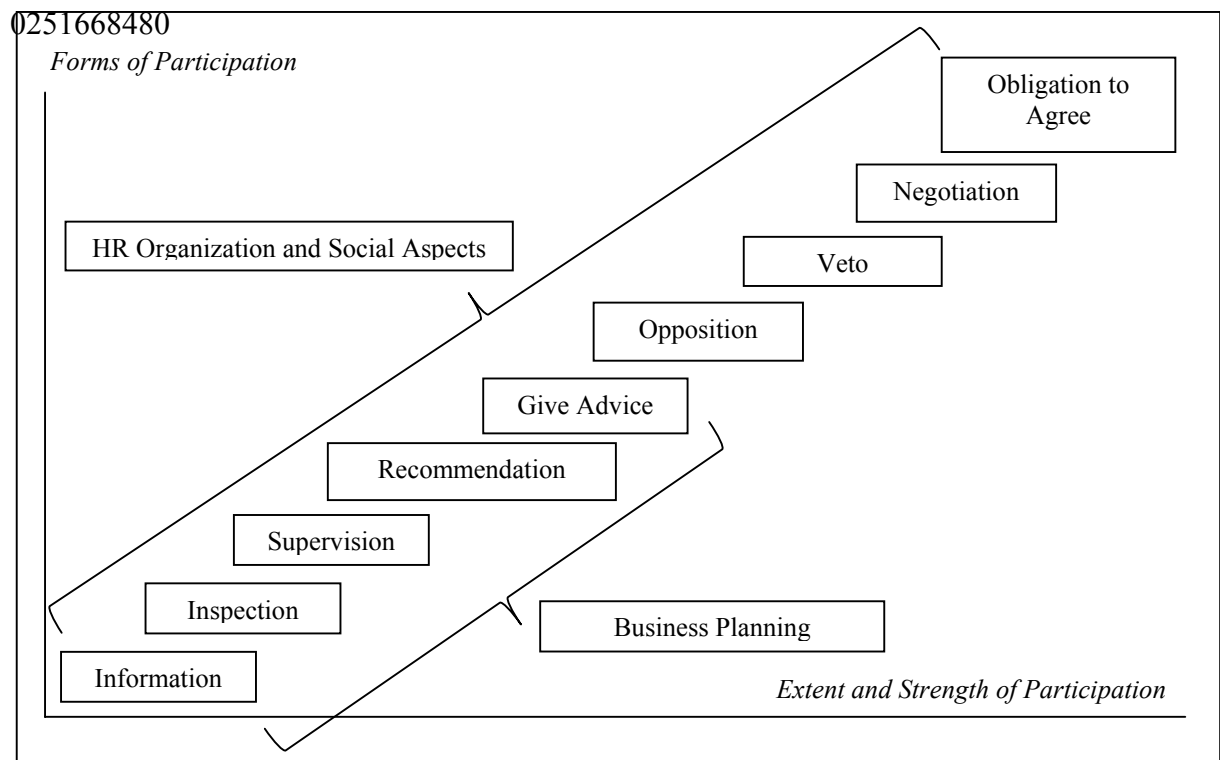 0251668480
Forms of Participation
Obligation to
Agree
Negotiation
HR Organization and Social Aspects
Veto
Opposition
Give Advice
Recommendation
Supervision
Inspection
Business Planning
Information
Extent and Strength of Participation